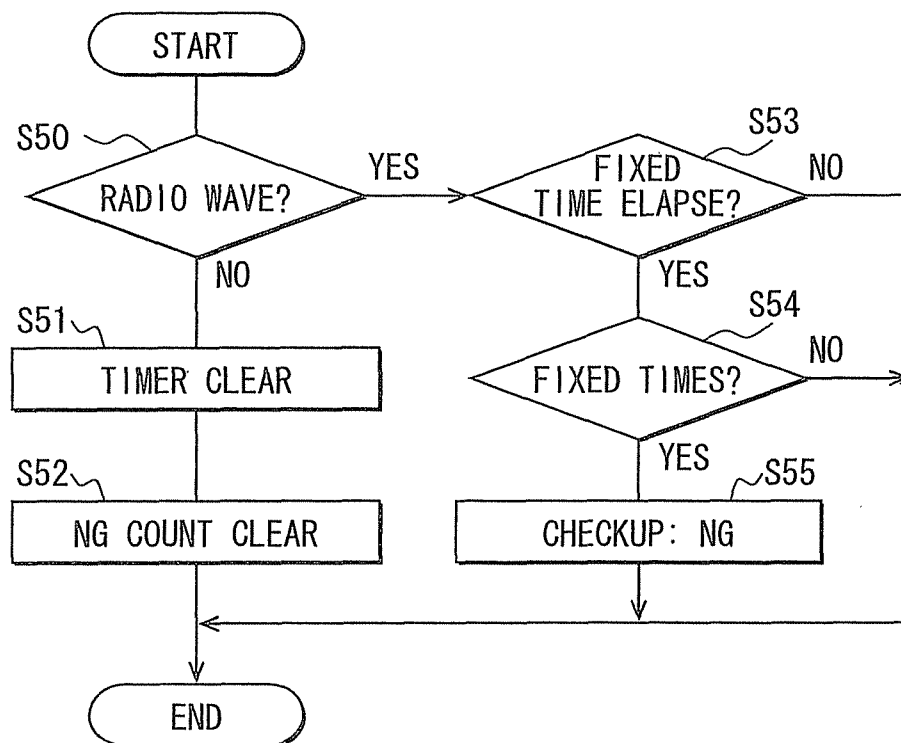 START
S50
RADIO WAVE?
YES
NO
S51
TIMER CLEAR
S52
NG COUNT CLEAR
S53
FIXED
TIME ELAPSE?
NO
YES
S54
FIXED TIMES?
NO
YES
S55
CHECKUP: NG
END